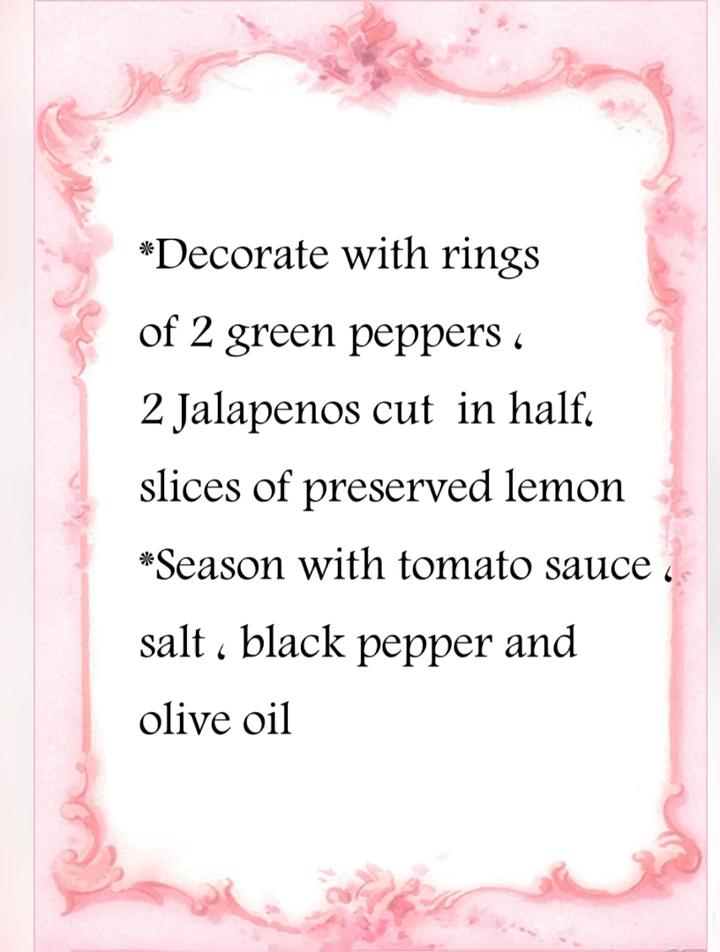 *Decorate with rings
of 2 green peppers ،
2 Jalapenos cut  in half،
slices of preserved lemon
*Season with tomato sauce ،
salt ، black pepper and
olive oil